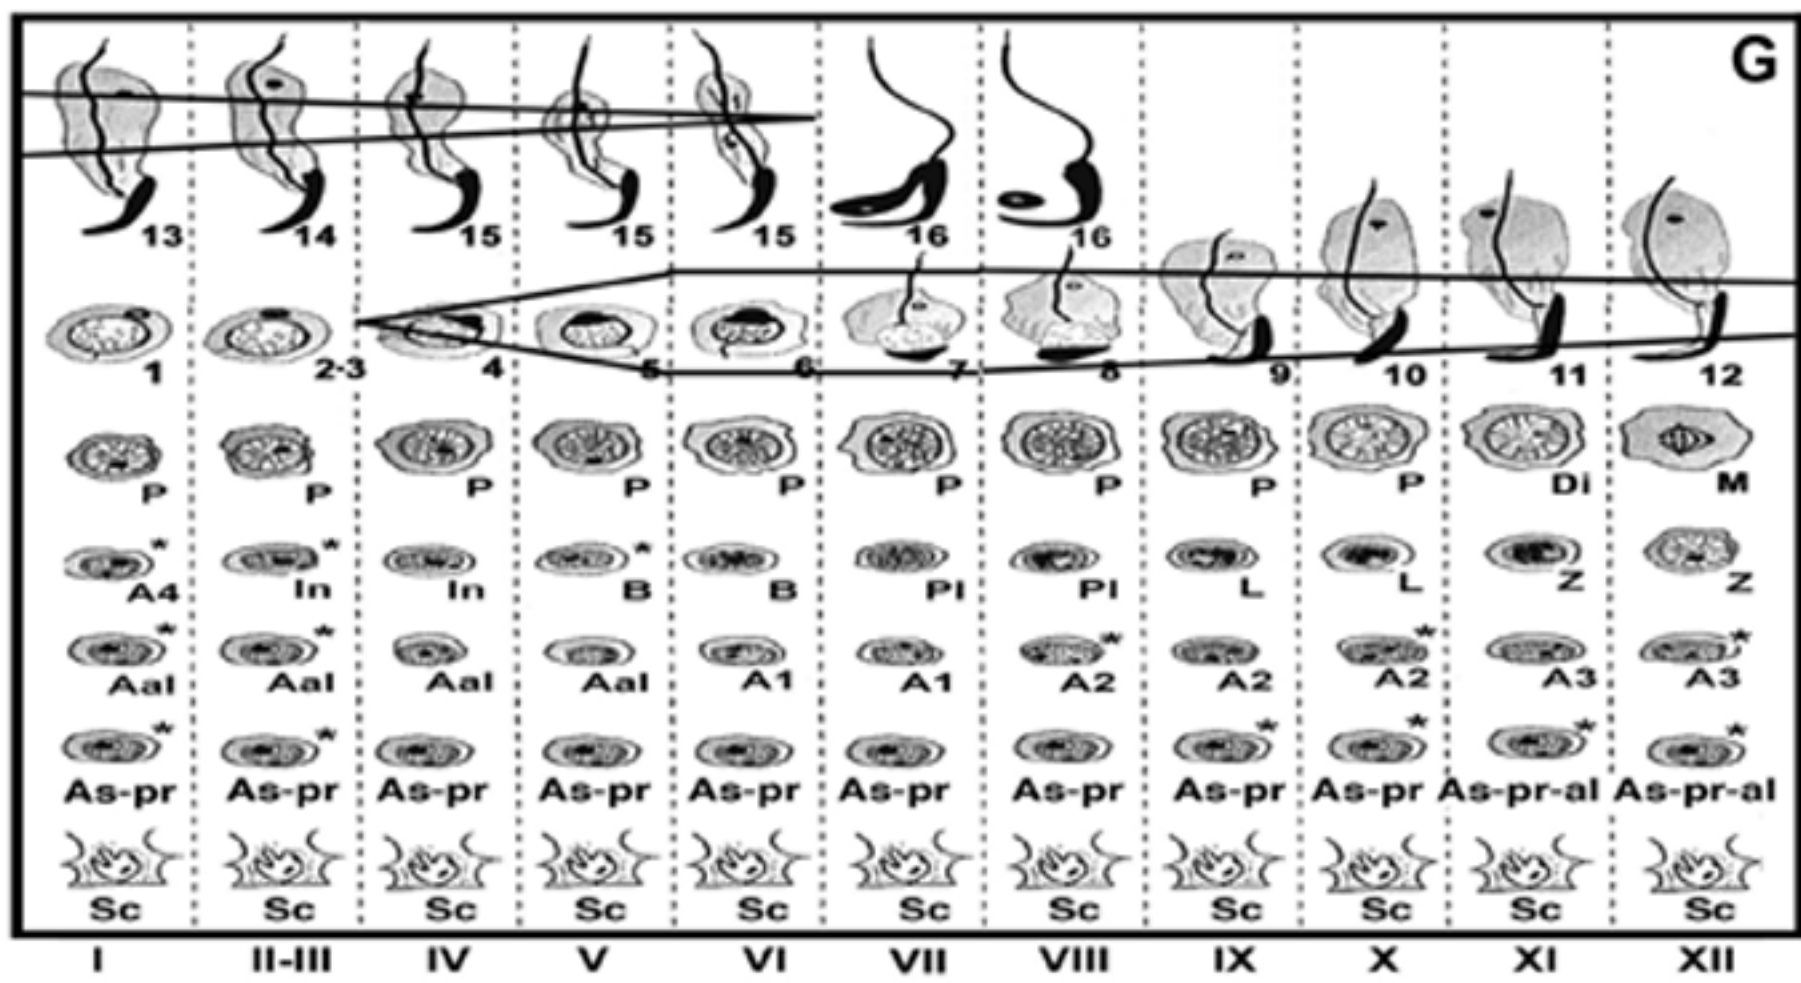 G
13 14 15 15 15 16 16
1 2-3 4 5 6 7 8 9 10 11 12
P P P P P P P P P Di M
A4* In* In B* B Pl Pl L L Z Z
Aal* Aal* Aal Aal A1 A1 A2* A2 A2* A3 A3*
As-pr* As-pr* As-pr As-pr As-pr As-pr As-pr As-pr* As-pr* As-pr-al* As-pr-al*
Sc Sc Sc Sc Sc Sc Sc Sc Sc Sc Sc
I II-III IV V VI VII VIII IX X XI XII